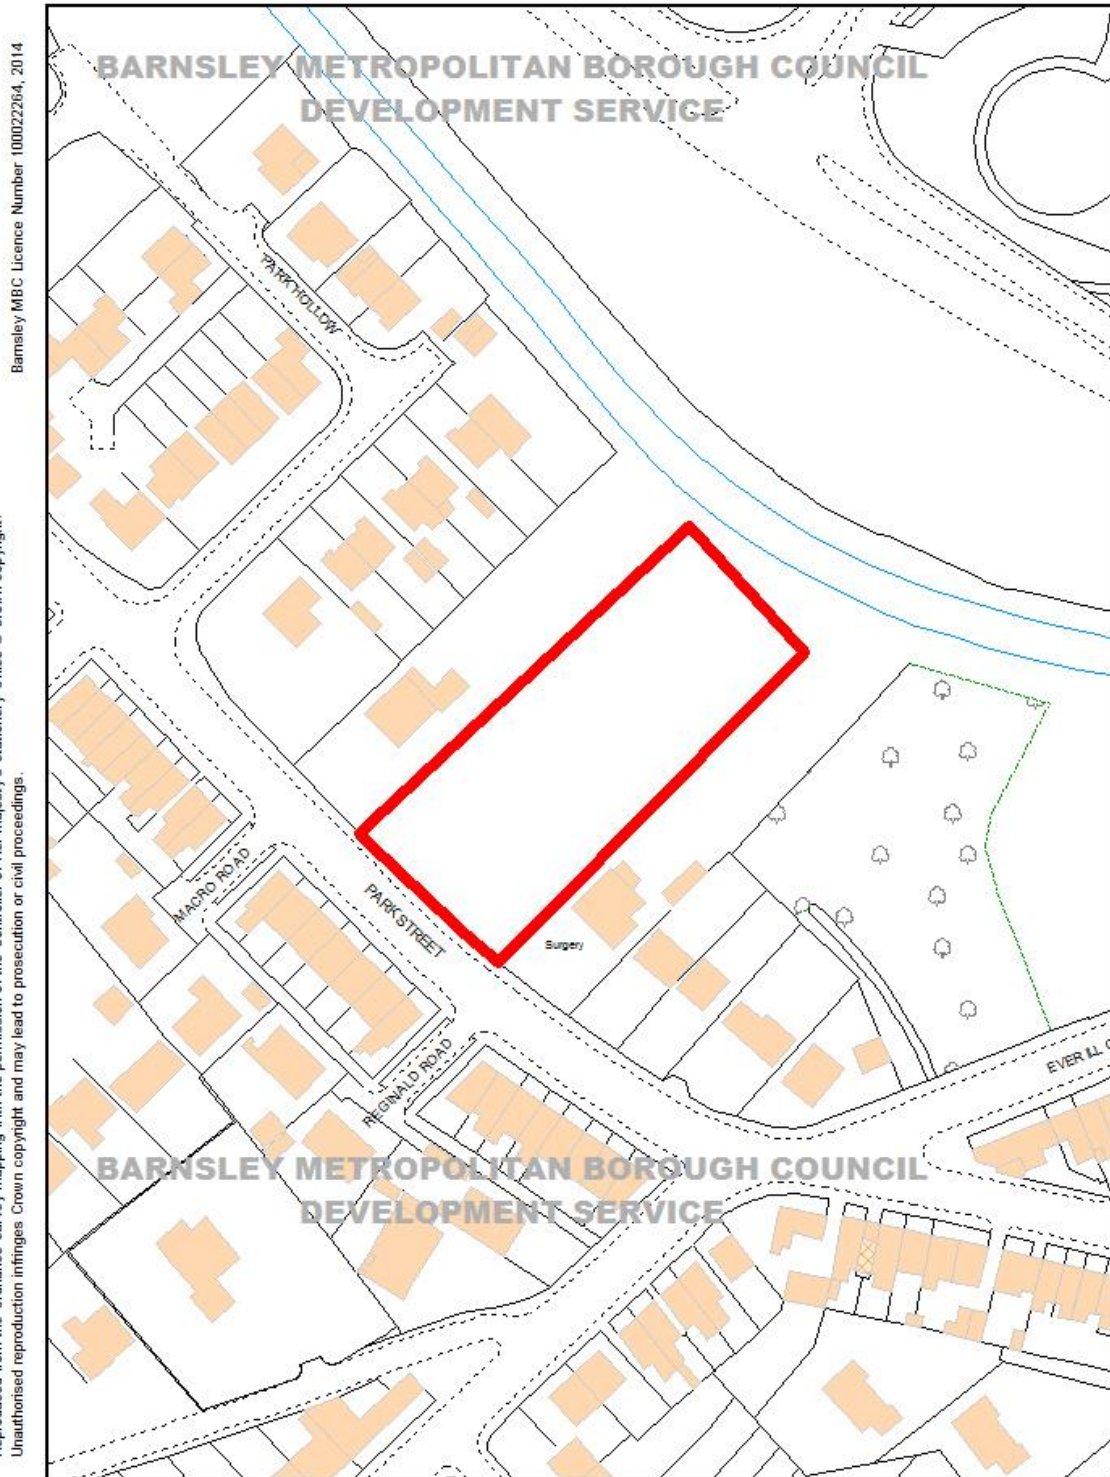 BARNSLEY METROPOLITAN BOROUGH COUNCIL
DEVELOPMENT SERVICE
Barnsley MBC Licence Number 100022264, 2014
PARK HOLLOW
MACRO ROAD
PARK STREET
Surgery
REGINALD ROAD
EVERILL
BARNSLEY METROPOLITAN BOROUGH COUNCIL
DEVELOPMENT SERVICE
Unauthorised reproduction infringes Crown copyright and may lead to prosecution or civil proceedings.